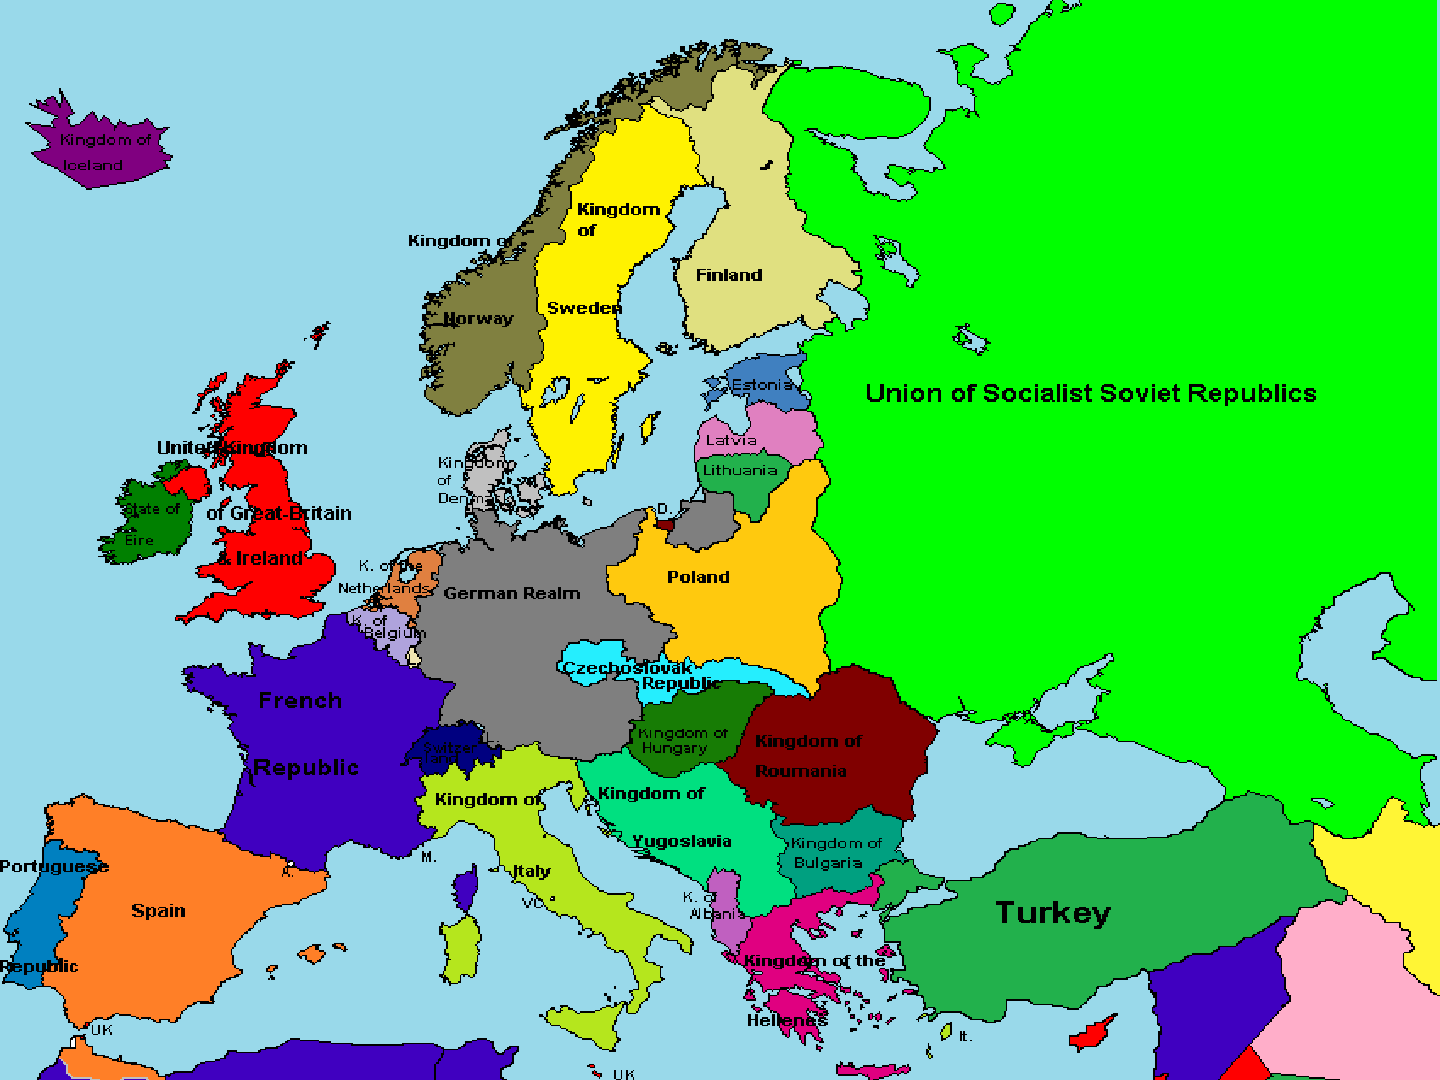 Kingdom of
Iceland
Kingdom
of
Sweden
Kingdom of
Norway
Finland
Union of Socialist Soviet Republics
Estonia
Latvia
Lithuania
United Kingdom
of Great-Britain
& Ireland
State of
Eire
Kingdom
of
Denmark
D.
K. of the
Netherlands
K. of
Belgium
German Realm
Poland
Czechoslovak
Republic
French
Republic
Switzer
land
Kingdom of
Hungary
Kingdom of
Roumania
Kingdom of
Italy
Kingdom of
Yugoslavia
Kingdom of
Bulgaria
M.
A.
VC
Portuguese
Republic
Spain
K. of
Albania
Kingdom of the
Hellenes
Turkey
UK
It.
UK